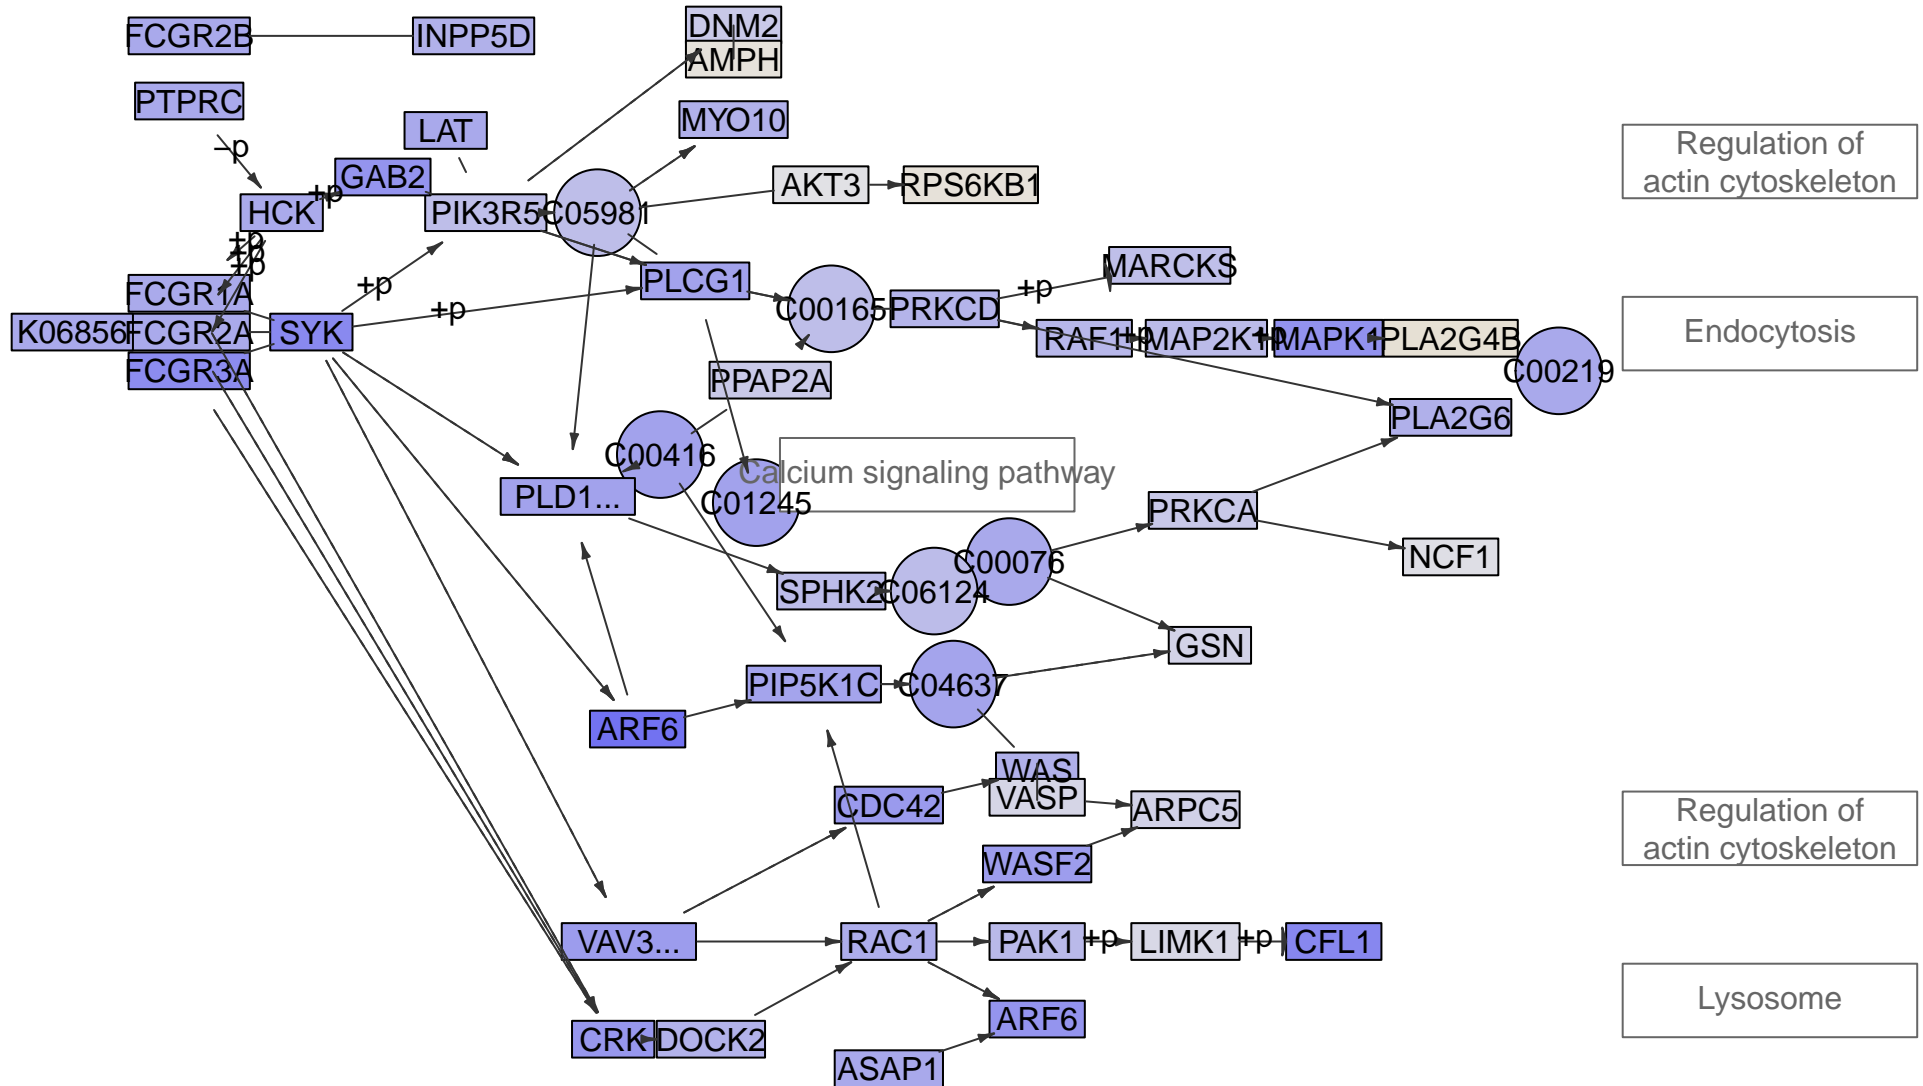 FCGR2B
INPP5D
DNM2
AMPH
PTPRC
LAT
MYO10
Regulation of
actin cytoskeleton
–p
GAB2
+p
AKT3
RPS6KB1
HCK
PIK3R5
C05981
+p
+p
+p
MARCKS
FCGR1A
+p
PLCG1
+p
C00165
PRKCD
+p
K06856
FCGR2A
SYK
RAF1
+p
MAP2K1
+p
MAPK1
PLA2G4B
Endocytosis
FCGR3A
PPAP2A
C00219
PLA2G6
C00416
Calcium signaling pathway
PLD1...
C01245
PRKCA
C00076
NCF1
SPHK2
C06124
GSN
PIP5K1C
C04637
ARF6
WAS
VASP
CDC42
ARPC5
Regulation of
actin cytoskeleton
WASF2
VAV3...
RAC1
PAK1
+p
LIMK1
+p
CFL1
Lysosome
ARF6
CRK
DOCK2
ASAP1